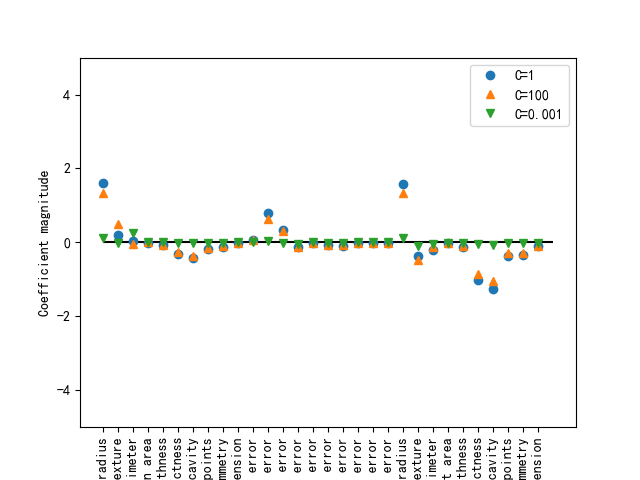 C=1
C=100
C=0.001
4
2
0
−2
−4
Coefficient magnitude
radius
exture
imeter
n area
thness
ctness
cavity
points
mmetry
ension
error
error
error
error
error
error
error
error
error
error
radius
exture
imeter
t area
thness
ctness
cavity
points
mmetry
ension